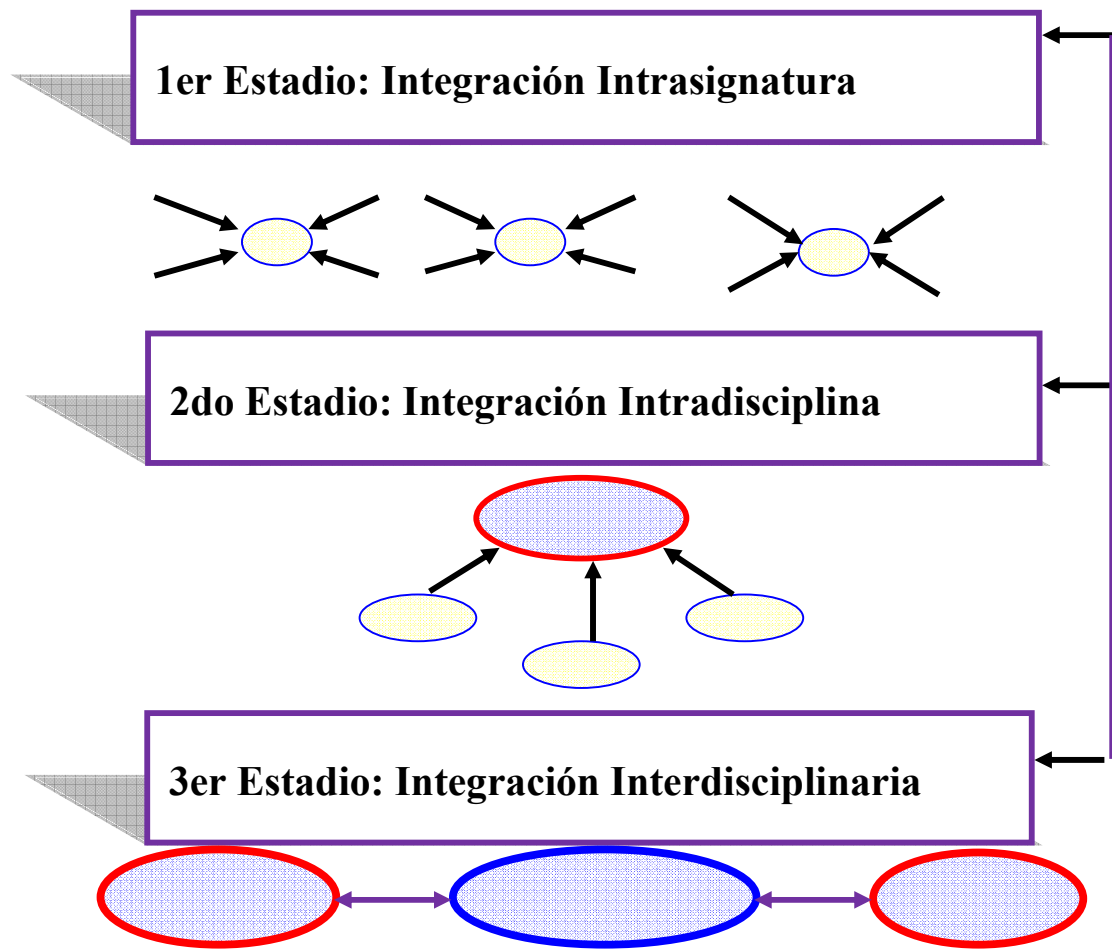 1er Estadio: Integración Intrasignatura
2do Estadio: Integración Intradisciplina
3er Estadio: Integración Interdisciplinaria